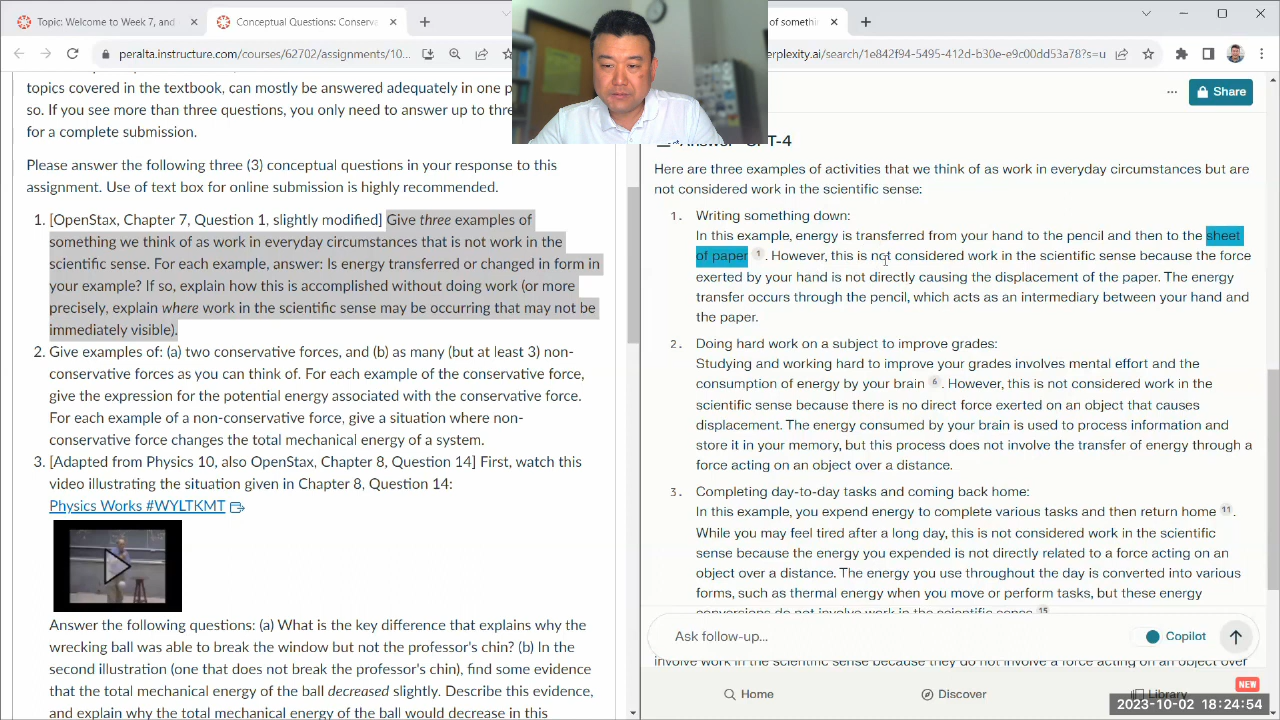 Topic: Welcome to Week 7, and
Conceptual Questions: Conserva
of somethin
peralta.instructure.com/courses/62702/assignments/10...
erplexity.ai/search/1e842f94-5495-412d-b30e-e9c00dd53a78?s=u
topics covered in the textbook, can mostly be answered adequately in one p
so. If you see more than three questions, you only need to answer up to thre
for a complete submission.
Please answer the following three (3) conceptual questions in your response to this
assignment. Use of text box for online submission is highly recommended.
1. [OpenStax, Chapter 7, Question 1, slightly modified] Give three examples of
something we think of as work in everyday circumstances that is not work in the
scientific sense. For each example, answer: Is energy transferred or changed in form in
your example? If so, explain how this is accomplished without doing work (or more
precisely, explain where work in the scientific sense may be occurring that may not be
immediately visible).
2. Give examples of: (a) two conservative forces, and (b) as many (but at least 3) non-
conservative forces as you can think of. For each example of the conservative force,
give the expression for the potential energy associated with the conservative force.
For each example of a non-conservative force, give a situation where non-
conservative force changes the total mechanical energy of a system.
3. [Adapted from Physics 10, also OpenStax, Chapter 8, Question 14] First, watch this
video illustrating the situation given in Chapter 8, Question 14:
Physics Works #WYLTKMT
Answer the following questions: (a) What is the key difference that explains why the
wrecking ball was able to break the window but not the professor's chin? (b) In the
second illustration (one that does not break the professor's chin), find some evidence
that the total mechanical energy of the ball decreased slightly. Describe this evidence,
and explain why the total mechanical energy of the ball would decrease in this
Share
Here are three examples of activities that we think of as work in everyday circumstances but are
not considered work in the scientific sense:
1. Writing something down:
In this example, energy is transferred from your hand to the pencil and then to the sheet
of paper 1 . However, this is not considered work in the scientific sense because the force
exerted by your hand is not directly causing the displacement of the paper. The energy
transfer occurs through the pencil, which acts as an intermediary between your hand and
the paper.
2. Doing hard work on a subject to improve grades:
Studying and working hard to improve your grades involves mental effort and the
consumption of energy by your brain 6 . However, this is not considered work in the
scientific sense because there is no direct force exerted on an object that causes
displacement. The energy consumed by your brain is used to process information and
store it in your memory, but this process does not involve the transfer of energy through a
force acting on an object over a distance.
3. Completing day-to-day tasks and coming back home:
In this example, you expend energy to complete various tasks and then return home 11 .
While you may feel tired after a long day, this is not considered work in the scientific
sense because the energy you expended is not directly related to a force acting on an
object over a distance. The energy you use throughout the day is converted into various
forms, such as thermal energy when you move or perform tasks, but these energy
conversions do not involve work in the scientific sense 15
Ask follow-up...
Copilot
involve work in the scientific sense because they do not involve a force acting on an object over
Home
Discover
Library
NEW
2023-10-02 18:24:54